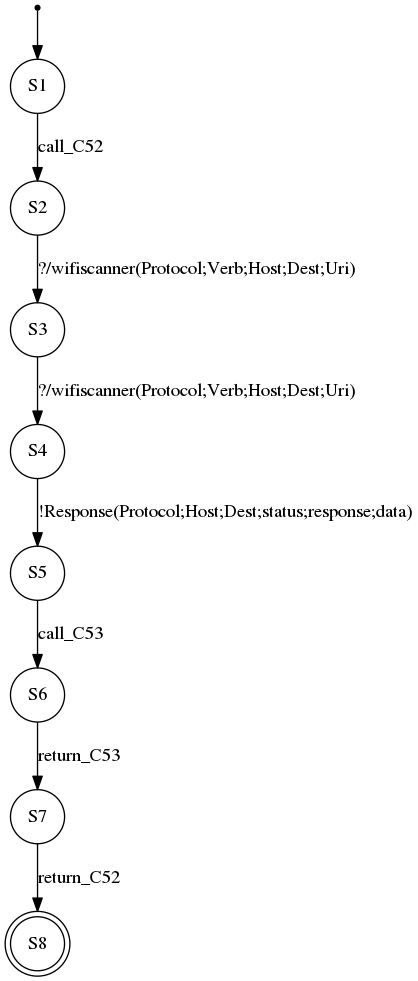 S1
call_C52
S2
?/wifiscanner(Protocol;Verb;Host;Dest;Uri)
S3
?/wifiscanner(Protocol;Verb;Host;Dest;Uri)
S4
!Response(Protocol;Host;Dest;status;response;data)
S5
call_C53
S6
return_C53
S7
return_C52
S8